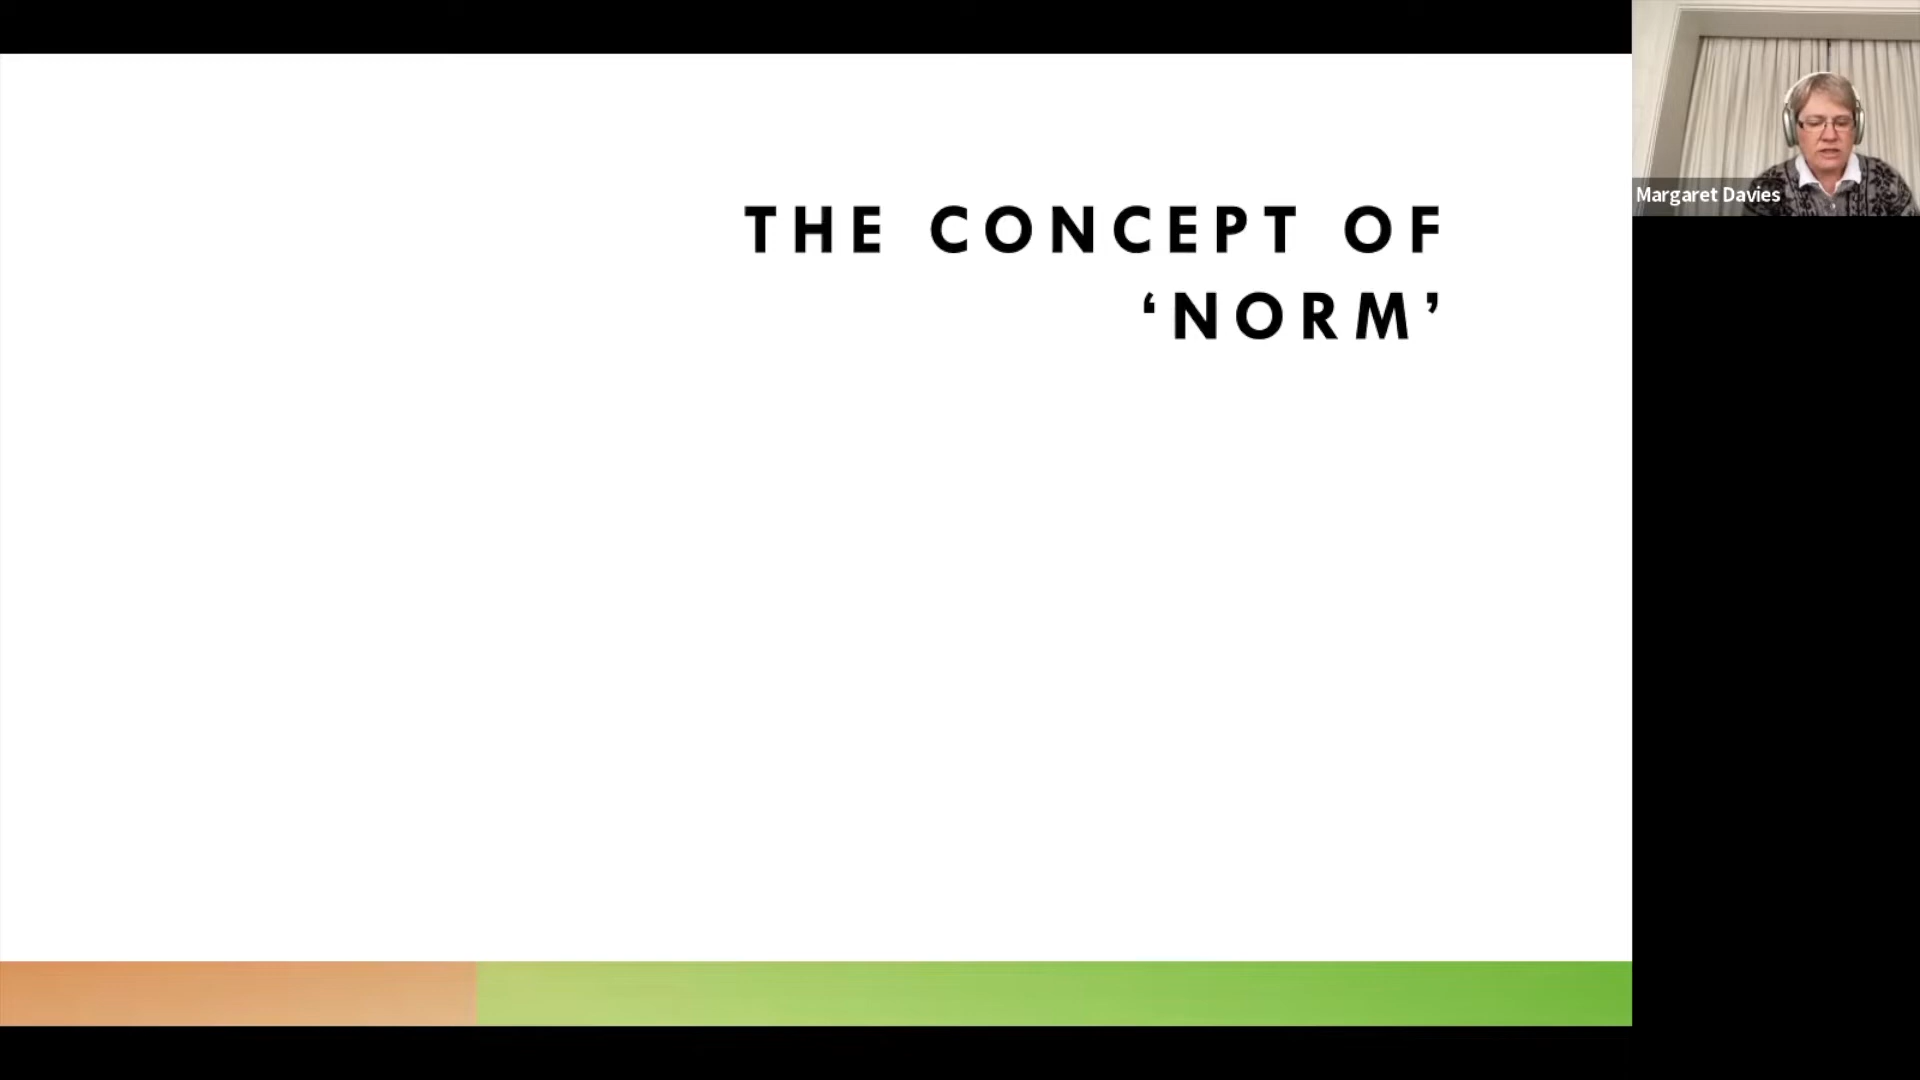 THE CONCEPT OF
‘NORM’
Margaret Davies